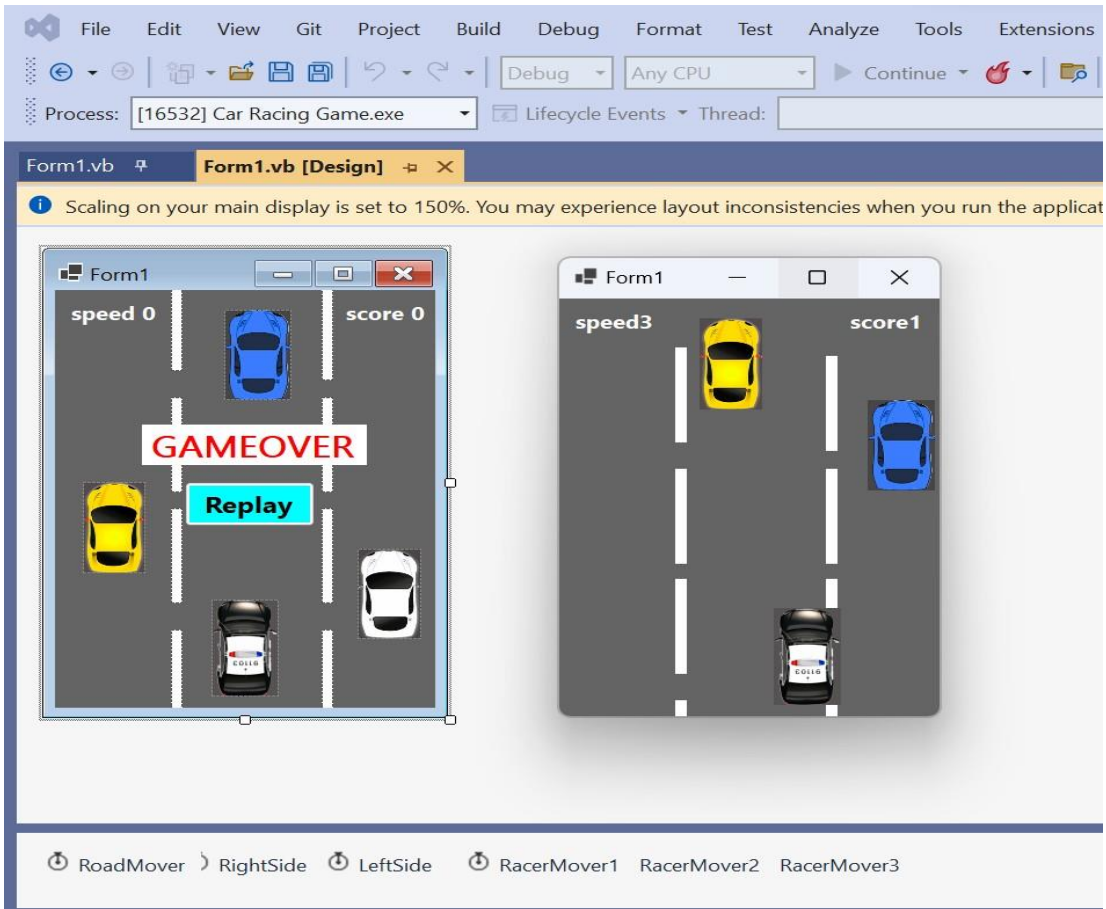 File Edit View Git Project Build Debug Format Test Analyze Tools Extensions
Debug Any CPU Continue
Process: [16532] Car Racing Game.exe Lifecycle Events Thread:
Form1.vb Form1.vb [Design]
Scaling on your main display is set to 150%. You may experience layout inconsistencies when you run the applicat
Form1
speed 0 score 0
GAMEOVER
Replay
Form1
speed3 score1
RoadMover RightSide LeftSide RacerMover1 RacerMover2 RacerMover3